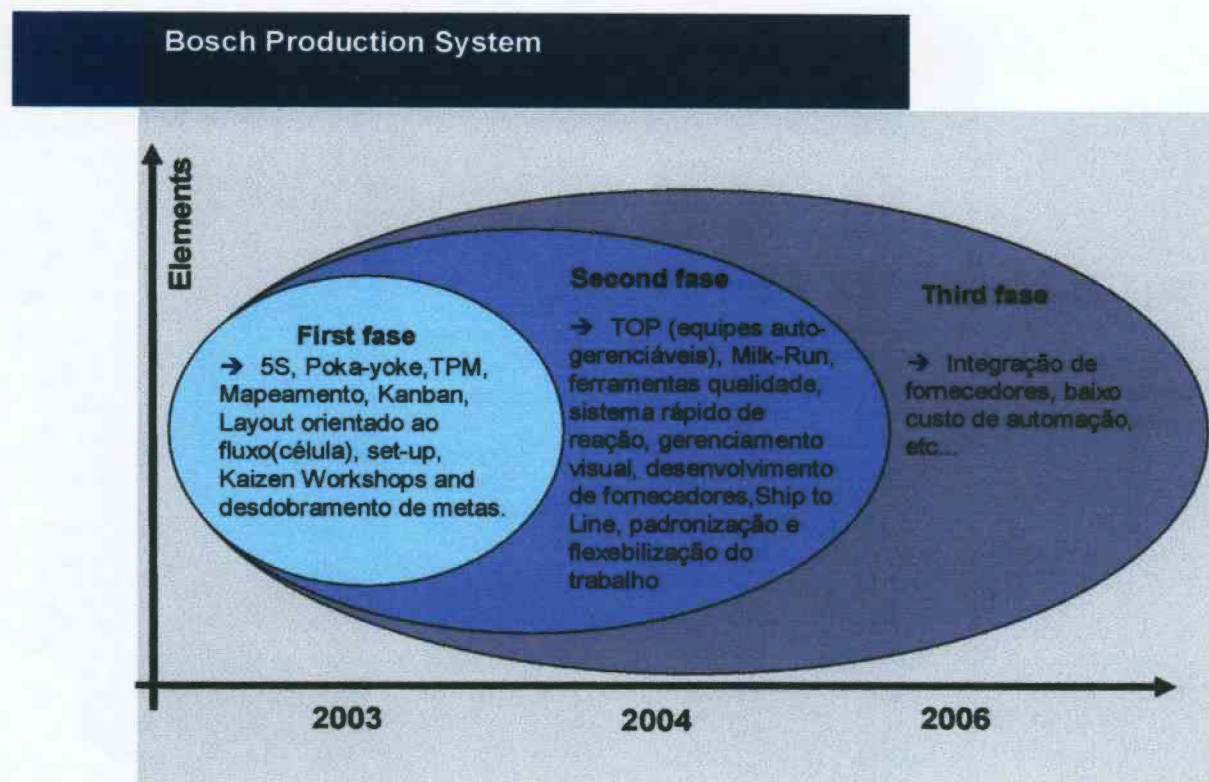 Bosch Production System
Elements
First fase
→ 5S, Poka-yoke,TPM,
Mapeamento, Kanban,
Layout orientado ao
fluxo(célula), set-up,
Kaizen Workshops and
desdobramento de metas.
Second fase
→ TOP (equipes auto-
gerenciáveis), Milk-Run,
ferramentas qualidade,
sistema rápido de
reação, gerenciamento
visual, desenvolvimento
de fornecedores,Ship to
Line, padronização e
flexebilização do
trabalho
Third fase
→ Integração de
fornecedores, baixo
custo de automação,
etc...
2003
2004
2006